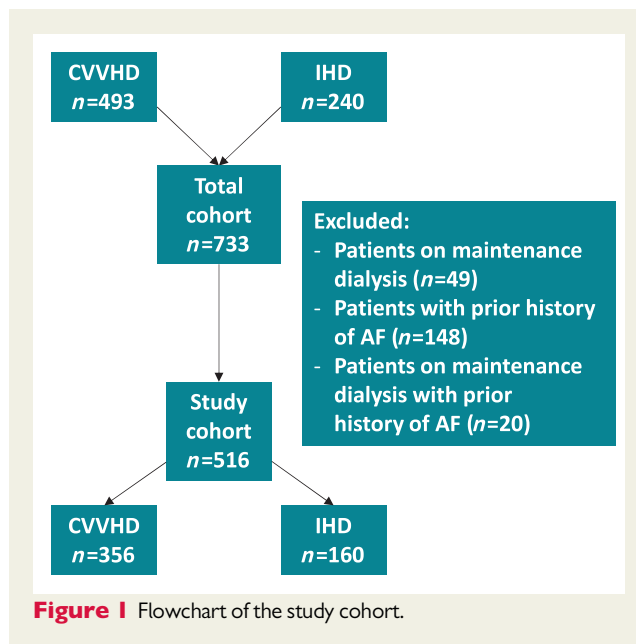 CVVHD
n=493
IHD
n=240
Total
cohort
n=733
Excluded:
- Patients on maintenance
dialysis (n=49)
- Patients with prior history
of AF (n=148)
- Patients on maintenance
dialysis with prior
history of AF (n=20)
Study
cohort
n=516
CVVHD
n=356
IHD
n=160
Figure 1 Flowchart of the study cohort.